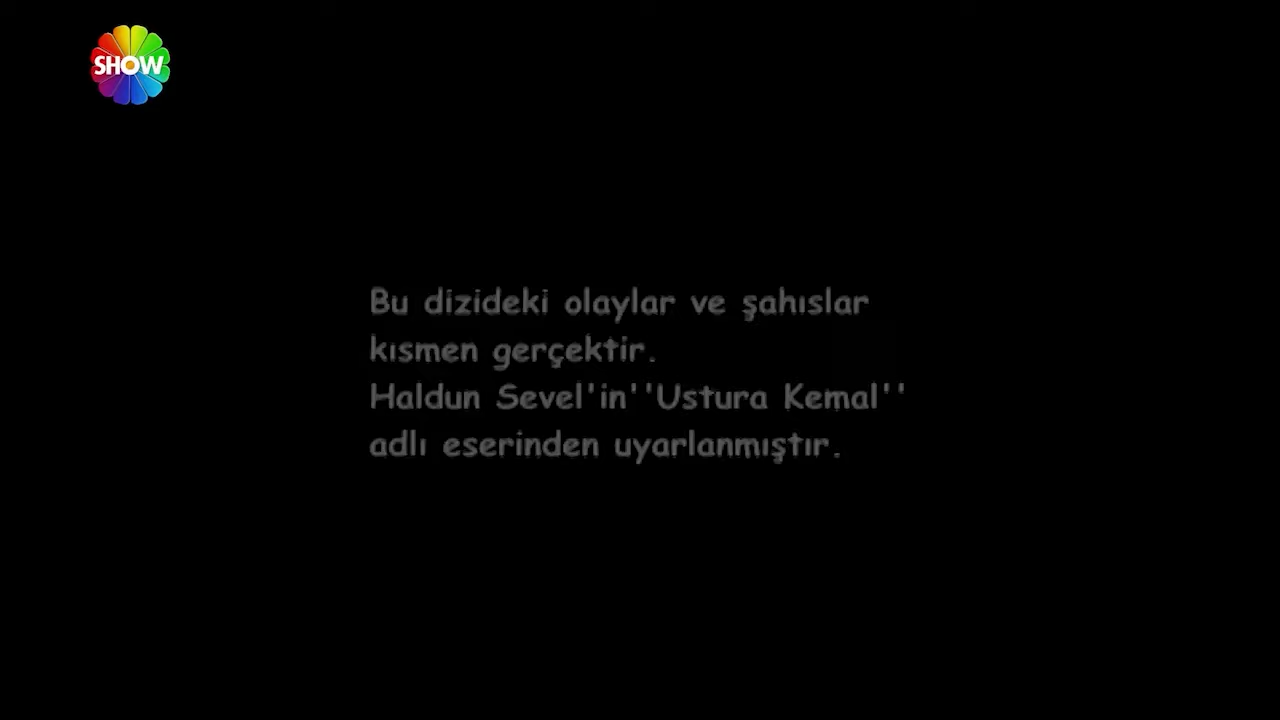 SHOW
Bu dizideki olaylar ve şahıslar
kısmen gerçektir.
Haldun Sevel'in''Ustura Kemal''
adlı eserinden uyarlanmıştır.